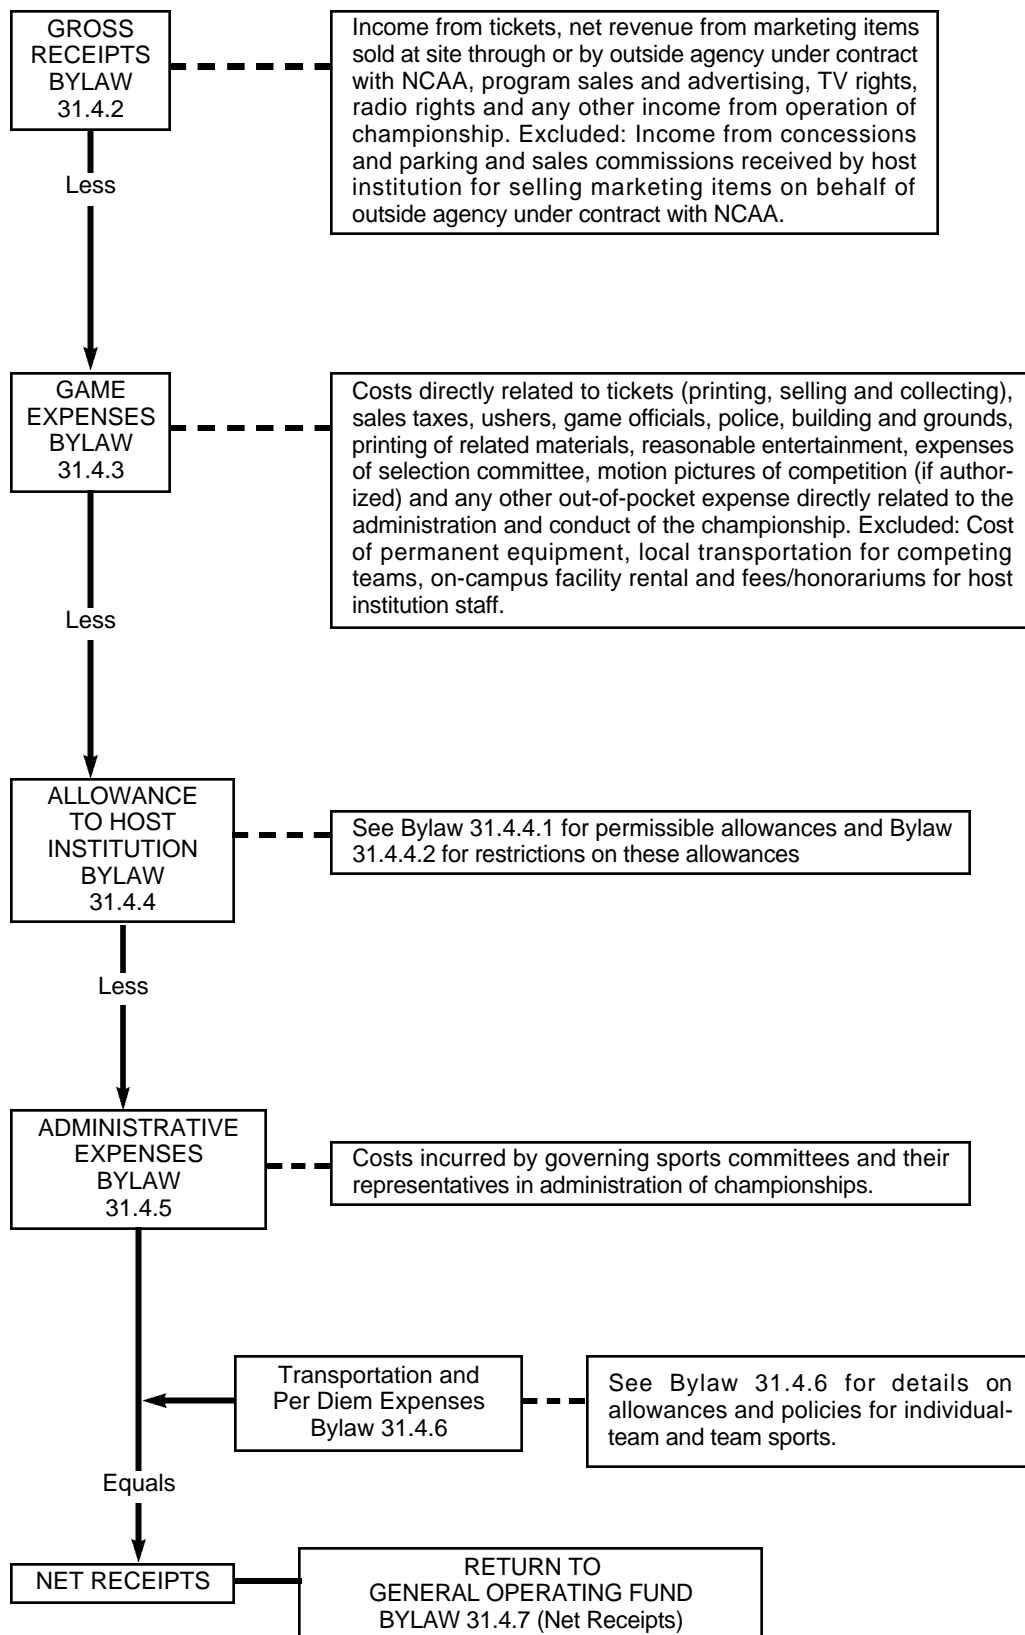 GROSS
RECEIPTS
BYLAW
31.4.2
Income from tickets, net revenue from marketing items
sold at site through or by outside agency under contract
with NCAA, program sales and advertising, TV rights,
radio rights and any other income from operation of
championship. Excluded: Income from concessions
and parking and sales commissions received by host
institution for selling marketing items on behalf of
outside agency under contract with NCAA.
Less
GAME
EXPENSES
BYLAW
31.4.3
Costs directly related to tickets (printing, selling and collecting),
sales taxes, ushers, game officials, police, building and grounds,
printing of related materials, reasonable entertainment, expenses
of selection committee, motion pictures of competition (if author-
ized) and any other out-of-pocket expense directly related to the
administration and conduct of the championship. Excluded: Cost
of permanent equipment, local transportation for competing
teams, on-campus facility rental and fees/honorariums for host
institution staff.
Less
ALLOWANCE
TO HOST
INSTITUTION
BYLAW
31.4.4
See Bylaw 31.4.4.1 for permissible allowances and Bylaw
31.4.4.2 for restrictions on these allowances
Less
ADMINISTRATIVE
EXPENSES
BYLAW
31.4.5
Costs incurred by governing sports committees and their
representatives in administration of championships.
Transportation and
Per Diem Expenses
Bylaw 31.4.6
See Bylaw 31.4.6 for details on
allowances and policies for individual-
team and team sports.
Equals
NET RECEIPTS
RETURN TO
GENERAL OPERATING FUND
BYLAW 31.4.7 (Net Receipts)